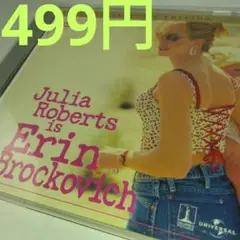 499円
Julia
Roberts
is
Erin
Brockovich
UNIVERSAL